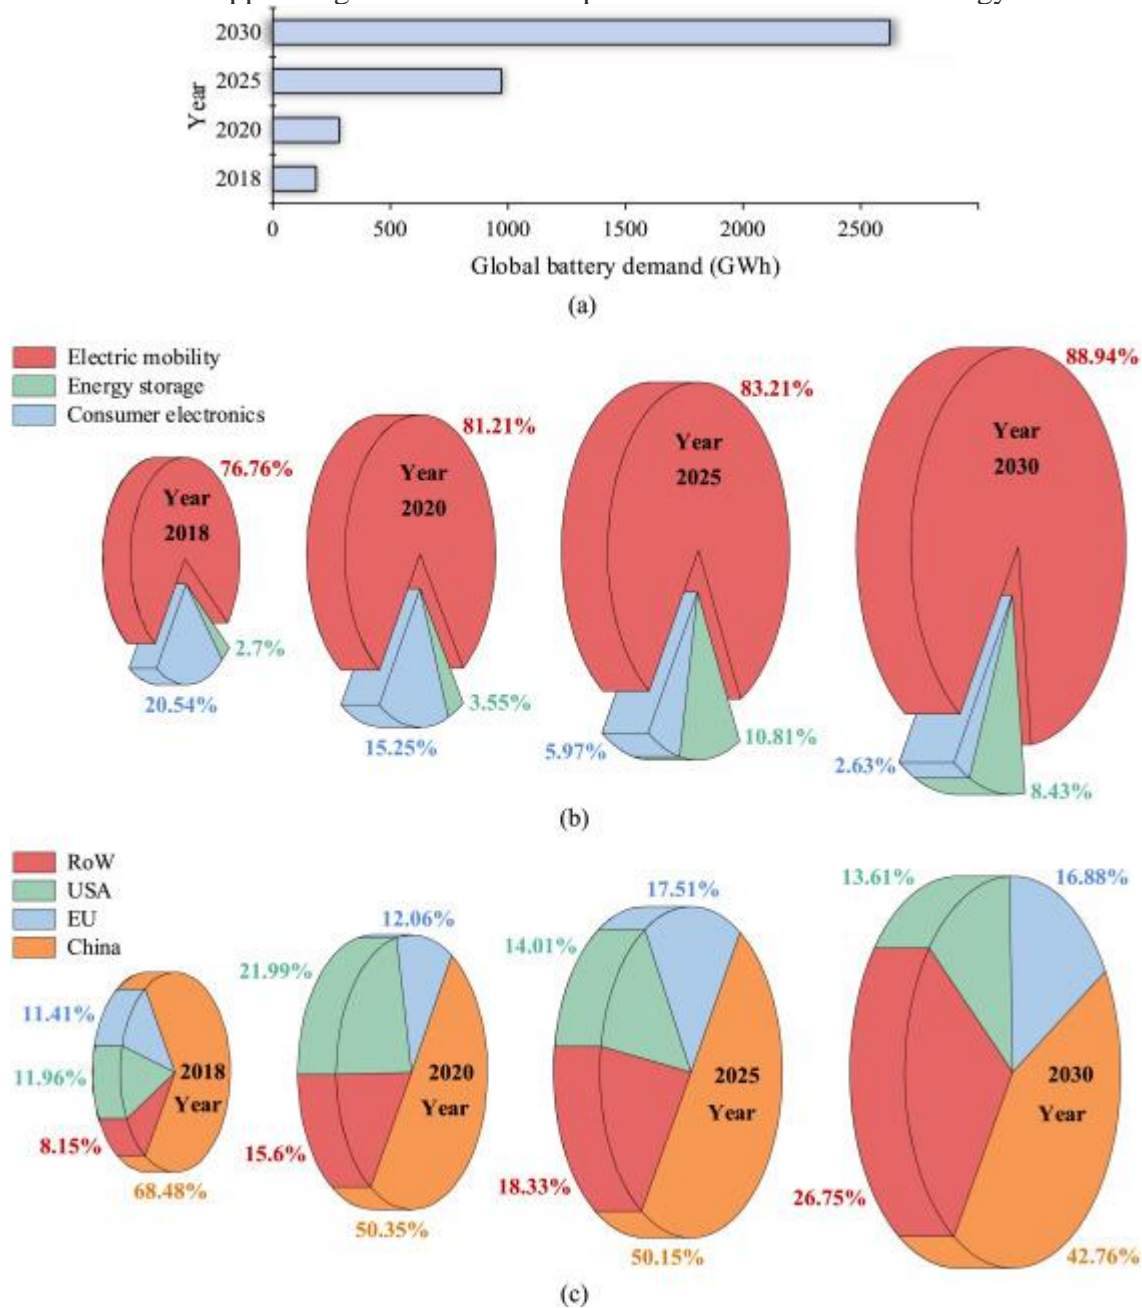 2030
2025
2020
2018
Year
0 500 1000 1500 2000 2500
Global battery demand (GWh)
(a)
Electric mobility
Energy storage
Consumer electronics
76.76%
Year
2018
2.7%
20.54%
81.21%
Year
2020
3.55%
15.25%
83.21%
Year
2025
10.81%
5.97%
88.94%
Year
2030
8.43%
2.63%
(b)
RoW
USA
EU
China
11.41%
11.96%
8.15%
68.48%
2018
Year
12.06%
21.99%
15.6%
50.35%
2020
Year
17.51%
14.01%
18.33%
50.15%
2025
Year
16.88%
13.61%
26.75%
42.76%
2030
Year
(c)